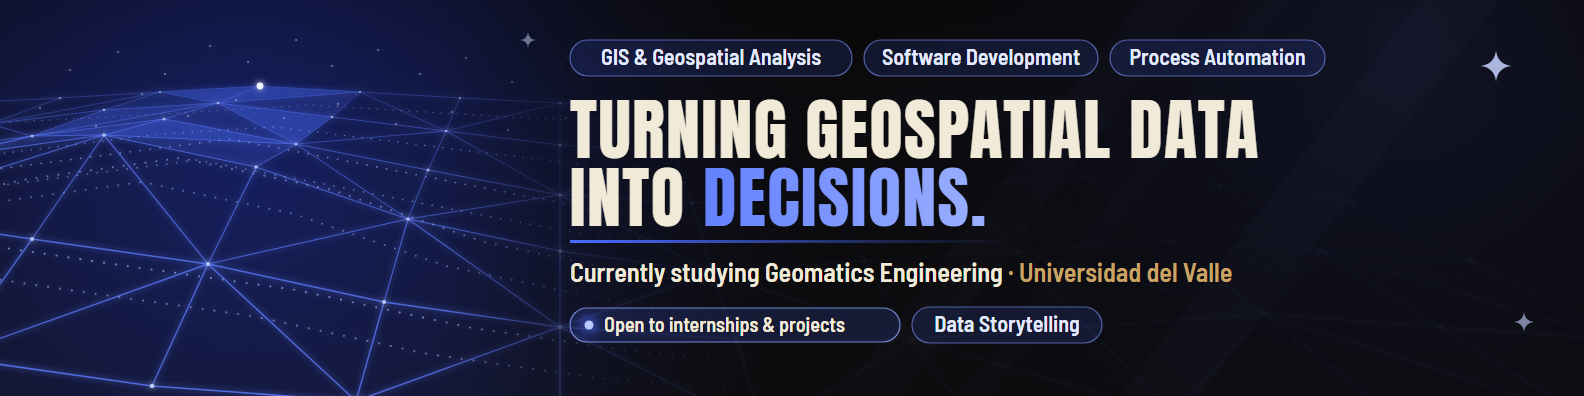 GIS & Geospatial Analysis Software Development Process Automation
TURNING GEOSPATIAL DATA
INTO DECISIONS.
Currently studying Geomatics Engineering · Universidad del Valle
Open to internships & projects Data Storytelling